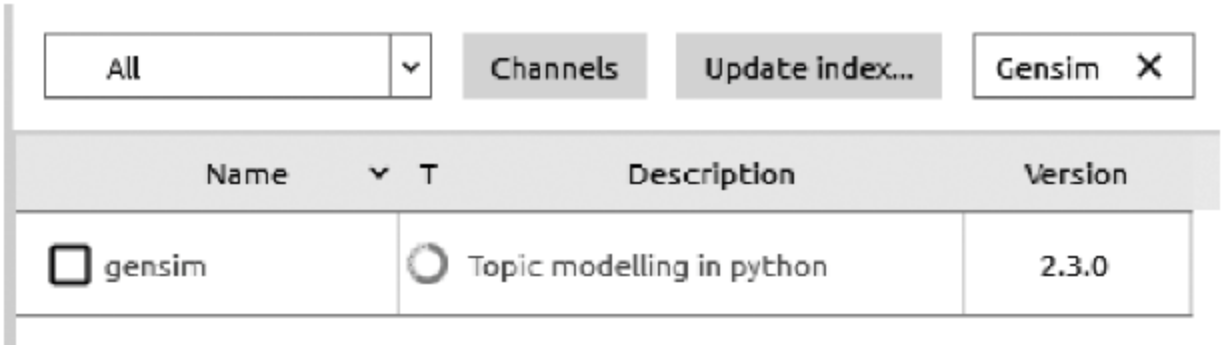 All Channels Update index... Gensim X
Name T Description Version
gensim Topic modelling in python 2.3.0